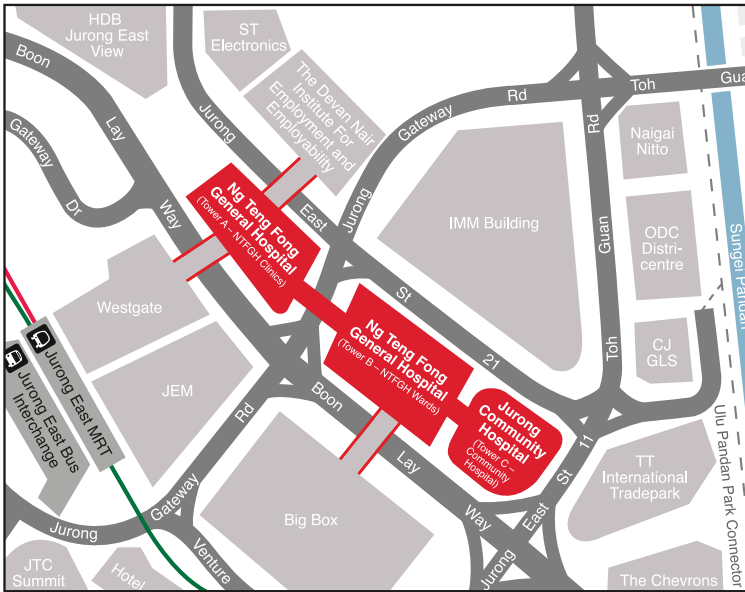 HDB
Jurong East
View
ST
Electronics
The Devan Nair
Institute For
Employment and
Employability
Boon
Lay
Way
Gateway
Dr
Jurong
East
St
21
Jurong
Gateway
Rd
Toh
Guan
Rd
Guan
Toh
Naigai
Nitto
IMM Building
ODC
Distri-
centre
CJ
GLS
Sungei Pandan
Ng Teng Fong
General Hospital
(Tower A – NTFGH Clinics)
Ng Teng Fong
General Hospital
(Tower B – NTFGH Wards)
Jurong
Community
Hospital
(Tower C –
Community
Hospital)
Westgate
JEM
Jurong East MRT
Jurong East Bus
Interchange
Rd
Gateway
Jurong
Venture
Boon
Lay
Way
Big Box
Jurong
East
St
11
TT
International
Tradepark
Ulu Pandan Park Connector
JTC
Summit
Hotel
The Chevrons